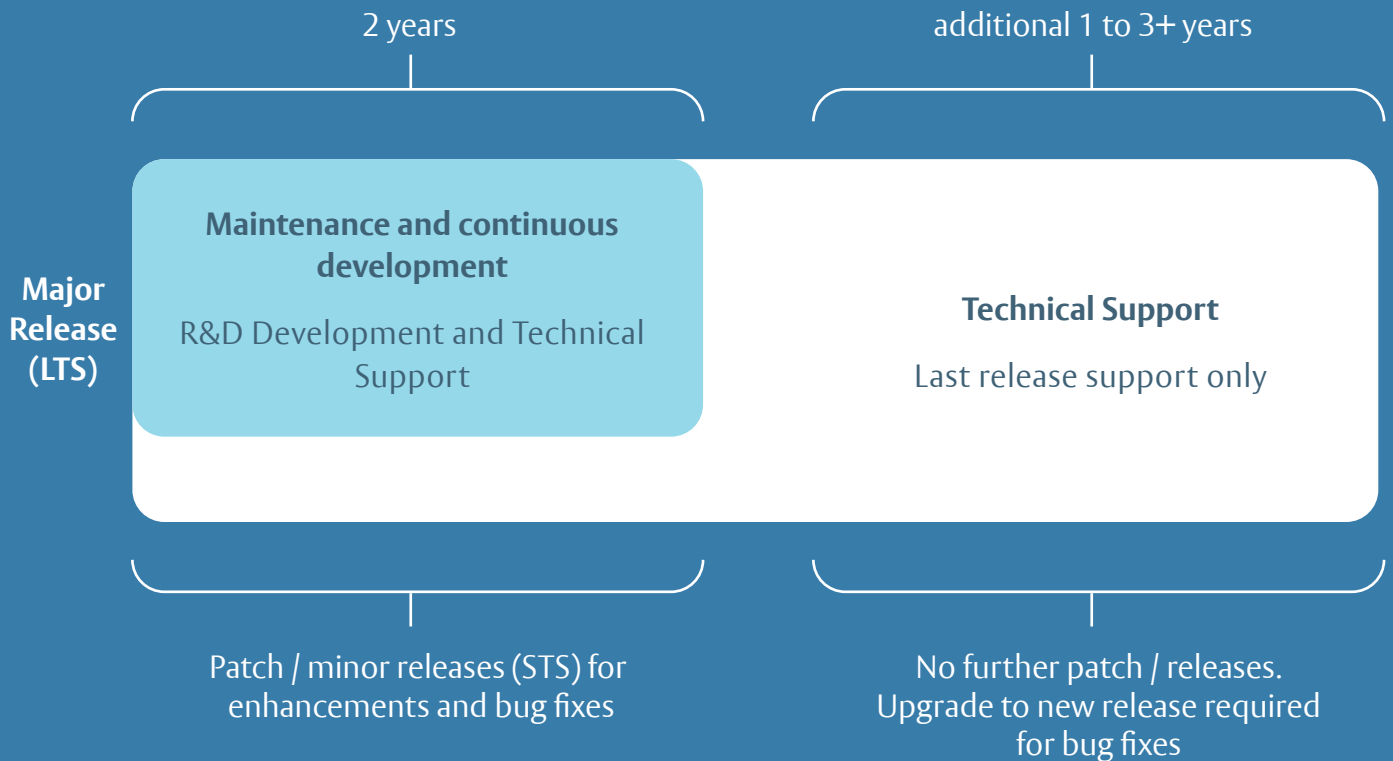 2 years
additional 1 to 3+ years
Major
Release
(LTS)
Maintenance and continuous
development
R&D Development and Technical
Support
Technical Support
Last release support only
Patch / minor releases (STS) for
enhancements and bug fixes
No further patch / releases.
Upgrade to new release required
for bug fixes